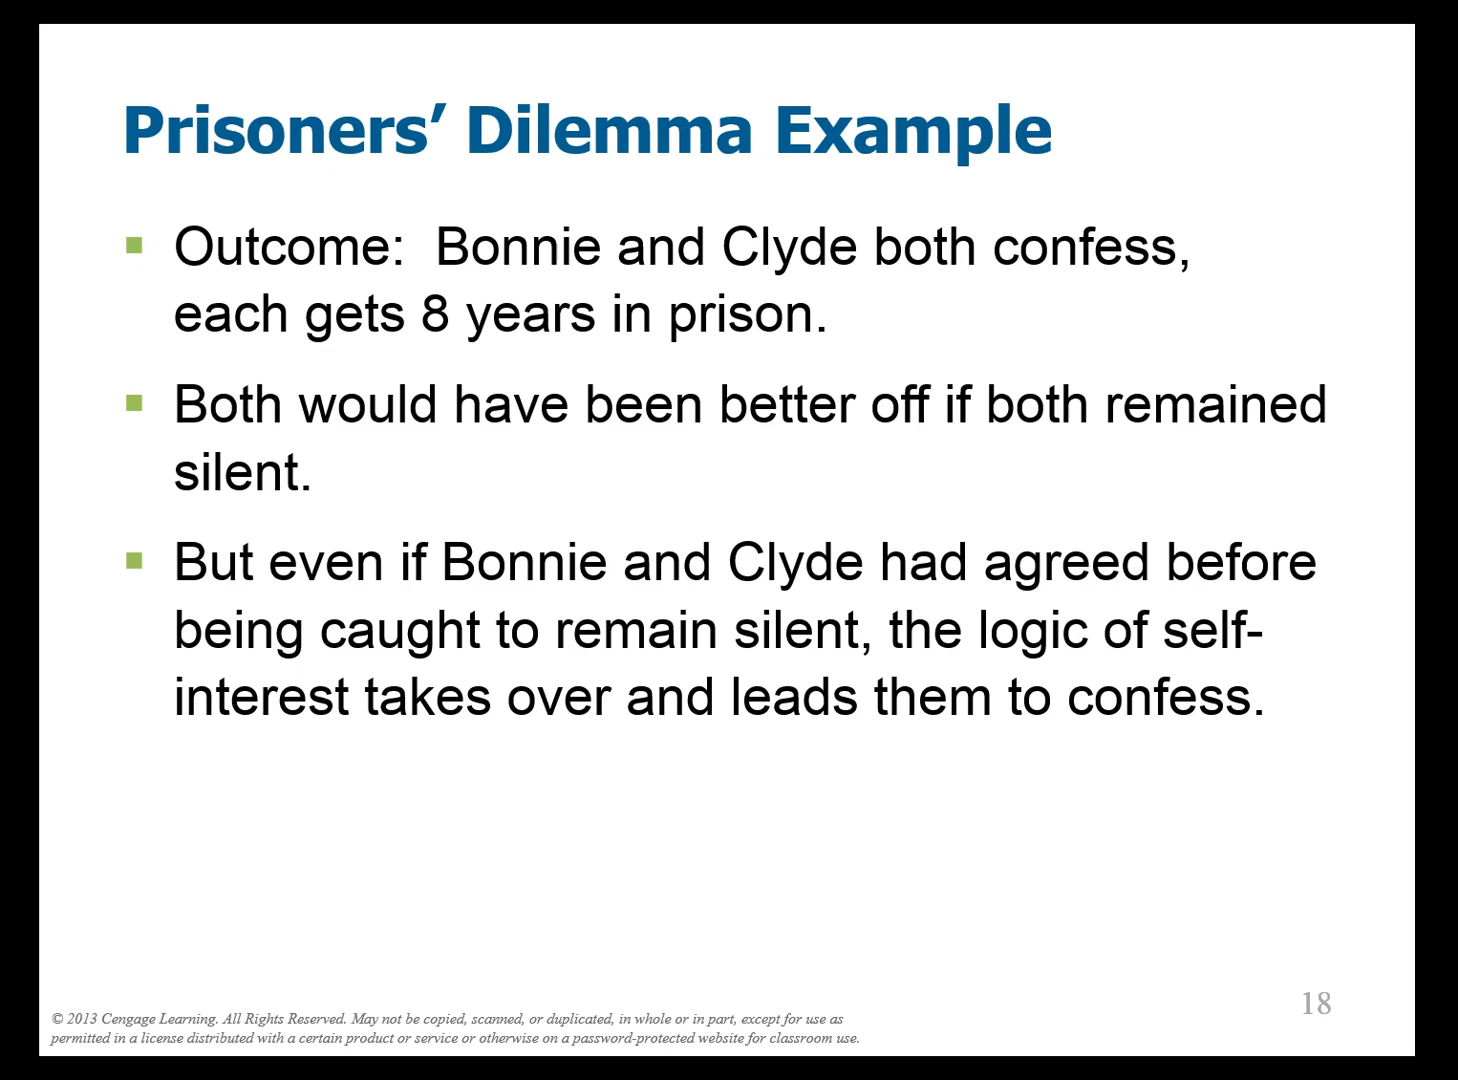 Prisoners’ Dilemma Example
Outcome:  Bonnie and Clyde both confess,
each gets 8 years in prison.
Both would have been better off if both remained
silent.
But even if Bonnie and Clyde had agreed before
being caught to remain silent, the logic of self-
interest takes over and leads them to confess.
18
© 2013 Cengage Learning. All Rights Reserved. May not be copied, scanned, or duplicated, in whole or in part, except for use as
permitted in a license distributed with a certain product or service or otherwise on a password-protected website for classroom use.